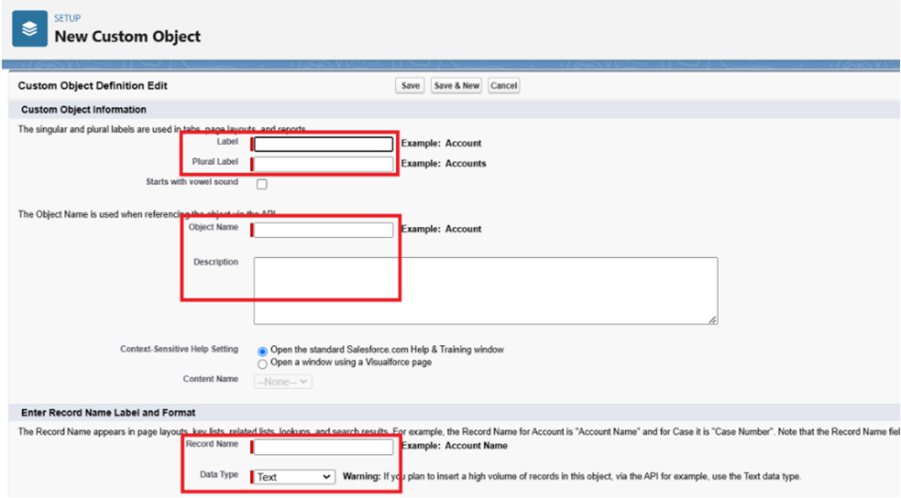 SETUP
New Custom Object
Custom Object Definition Edit Save Save & New Cancel
Custom Object Information
The singular and plural labels are used in tabs, page layouts, and reports.
Label Example: Account
Plural Label Example: Accounts
Starts with vowel sound
The Object Name is used when referencing the object via the API.
Object Name Example: Account
Description
Context-Sensitive Help Setting Open the standard Salesforce.com Help & Training window
Open a window using a Visualforce page
Content Name --None--
Enter Record Name Label and Format
The Record Name appears in page layouts, key lists, related lists, lookups, and search results. For example, the Record Name for Account is "Account Name" and for Case it is "Case Number". Note that the Record Name fiel
Record Name Example: Account Name
Data Type Text Warning: If you plan to insert a high volume of records in this object, via the API for example, use the Text data type.